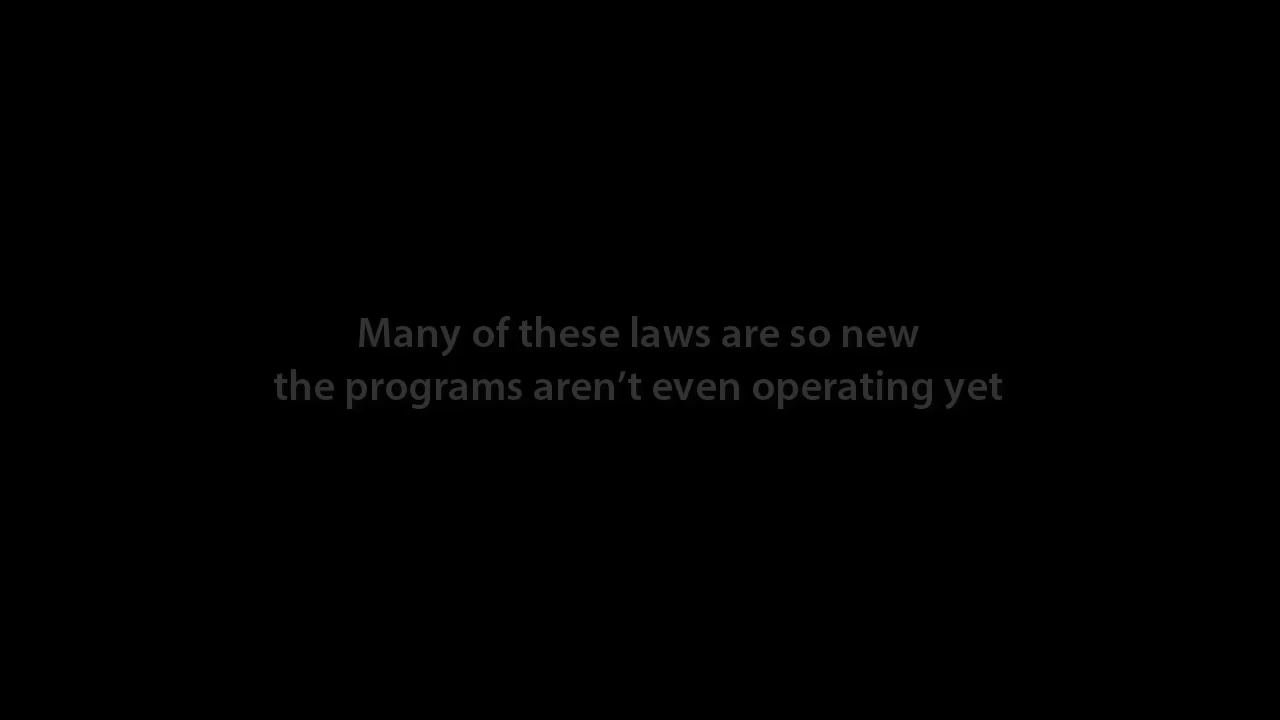 Many of these laws are so new
the programs aren’t even operating yet